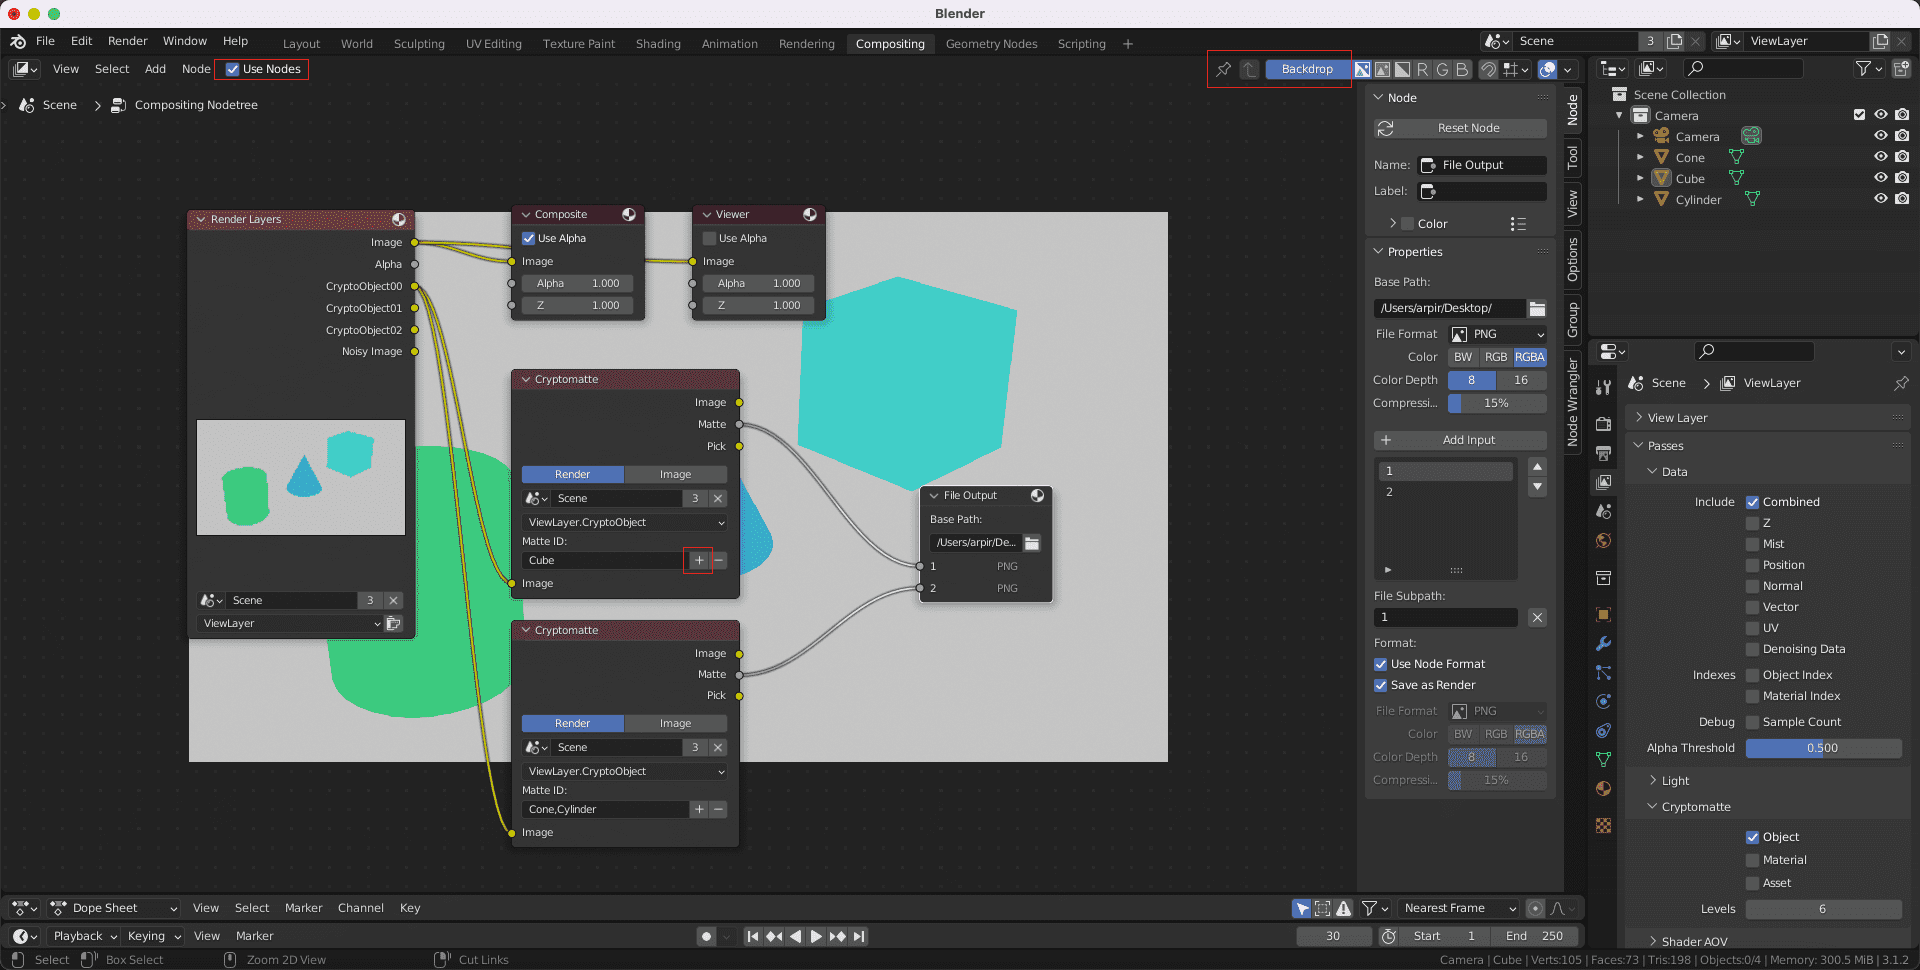 Blender
File Edit Render Window Help Layout World Sculpting UV Editing Texture Paint Shading Animation Rendering Compositing Geometry Nodes Scripting + Scene 3 ViewLayer
View Select Add Node Use Nodes Backdrop R G B
Scene > Compositing Nodetree
Render Layers
Image
Alpha
CryptoObject00
CryptoObject01
CryptoObject02
Noisy Image
Scene 3
ViewLayer
Composite
Use Alpha
Image
Alpha 1.000
Z 1.000
Viewer
Use Alpha
Image
Alpha 1.000
Z 1.000
Cryptomatte
Image
Matte
Pick
Render Image
Scene 3
ViewLayer.CryptoObject
Matte ID:
Cube
Image
Cryptomatte
Image
Matte
Pick
Render Image
Scene 3
ViewLayer.CryptoObject
Matte ID:
Cone,Cylinder
Image
File Output
Base Path:
/Users/arpir/De...
1 PNG
2 PNG
Node
Reset Node
Name: File Output
Label:
Color
Properties
Base Path:
/Users/arpir/Desktop/
File Format PNG
Color BW RGB RGBA
Color Depth 8 16
Compressi... 15%
Add Input
1
2
File Subpath:
1
Format:
Use Node Format
Save as Render
File Format PNG
Color BW RGB RGBA
Color Depth 8 16
Compressi... 15%
Node
Tool
View
Options
Group
Node Wrangler
Scene Collection
Camera
Camera
Cone
Cube
Cylinder
Scene > ViewLayer
View Layer
Passes
Data
Include Combined
Z
Mist
Position
Normal
Vector
UV
Denoising Data
Indexes Object Index
Material Index
Debug Sample Count
Alpha Threshold 0.500
Light
Cryptomatte
Object
Material
Asset
Levels 6
Shader AOV
Dope Sheet View Select Marker Channel Key Nearest Frame
Playback Keying View Marker 30 Start 1 End 250
Select Box Select Zoom 2D View Cut Links Camera | Cube | Verts:105 | Faces:73 | Tris:198 | Objects:0/4 | Memory: 300.5 MiB | 3.1.2